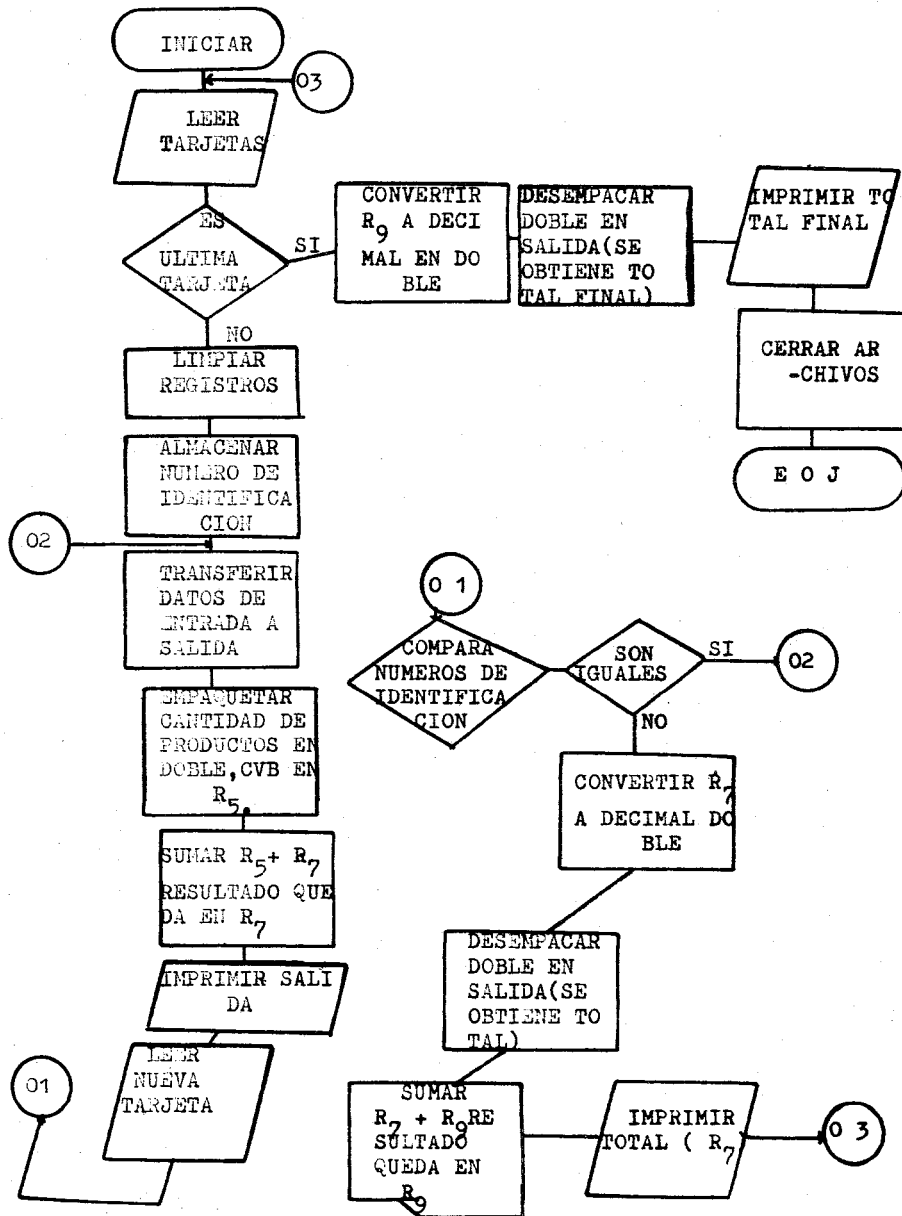 INICIAR
03
LEER
TARJETAS
ES
ULTIMA
TARJETA
SI
CONVERTIR
R9 A DECI
MAL EN DO
BLE
DESEMPACAR
DOBLE EN
SALIDA(SE
OBTIENE TO
TAL FINAL)
IMPRIMIR TO
TAL FINAL
CERRAR AR
-CHIVOS
E O J
NO
LIMPIAR
REGISTROS
ALMACENAR
NUMERO DE
IDENTIFICA
CION
02
TRANSFERIR
DATOS DE
ENTRADA A
SALIDA
EMPAQUETAR
CANTIDAD DE
PRODUCTOS EN
DOBLE,CVB EN
R5.
SUMAR R5+ R7
RESULTADO QUE
DA EN R7
IMPRIMIR SALI
DA
LEER
NUEVA
TARJETA
01
0 1
COMPARA
NUMEROS DE
IDENTIFICA
CION
SON
IGUALES
SI
02
NO
CONVERTIR R7
A DECIMAL DO
BLE
DESEMPACAR
DOBLE EN
SALIDA(SE
OBTIENE TO
TAL)
SUMAR
R7 + R9RE
SULTADO
QUEDA EN
R9
IMPRIMIR
TOTAL ( R7
0 3